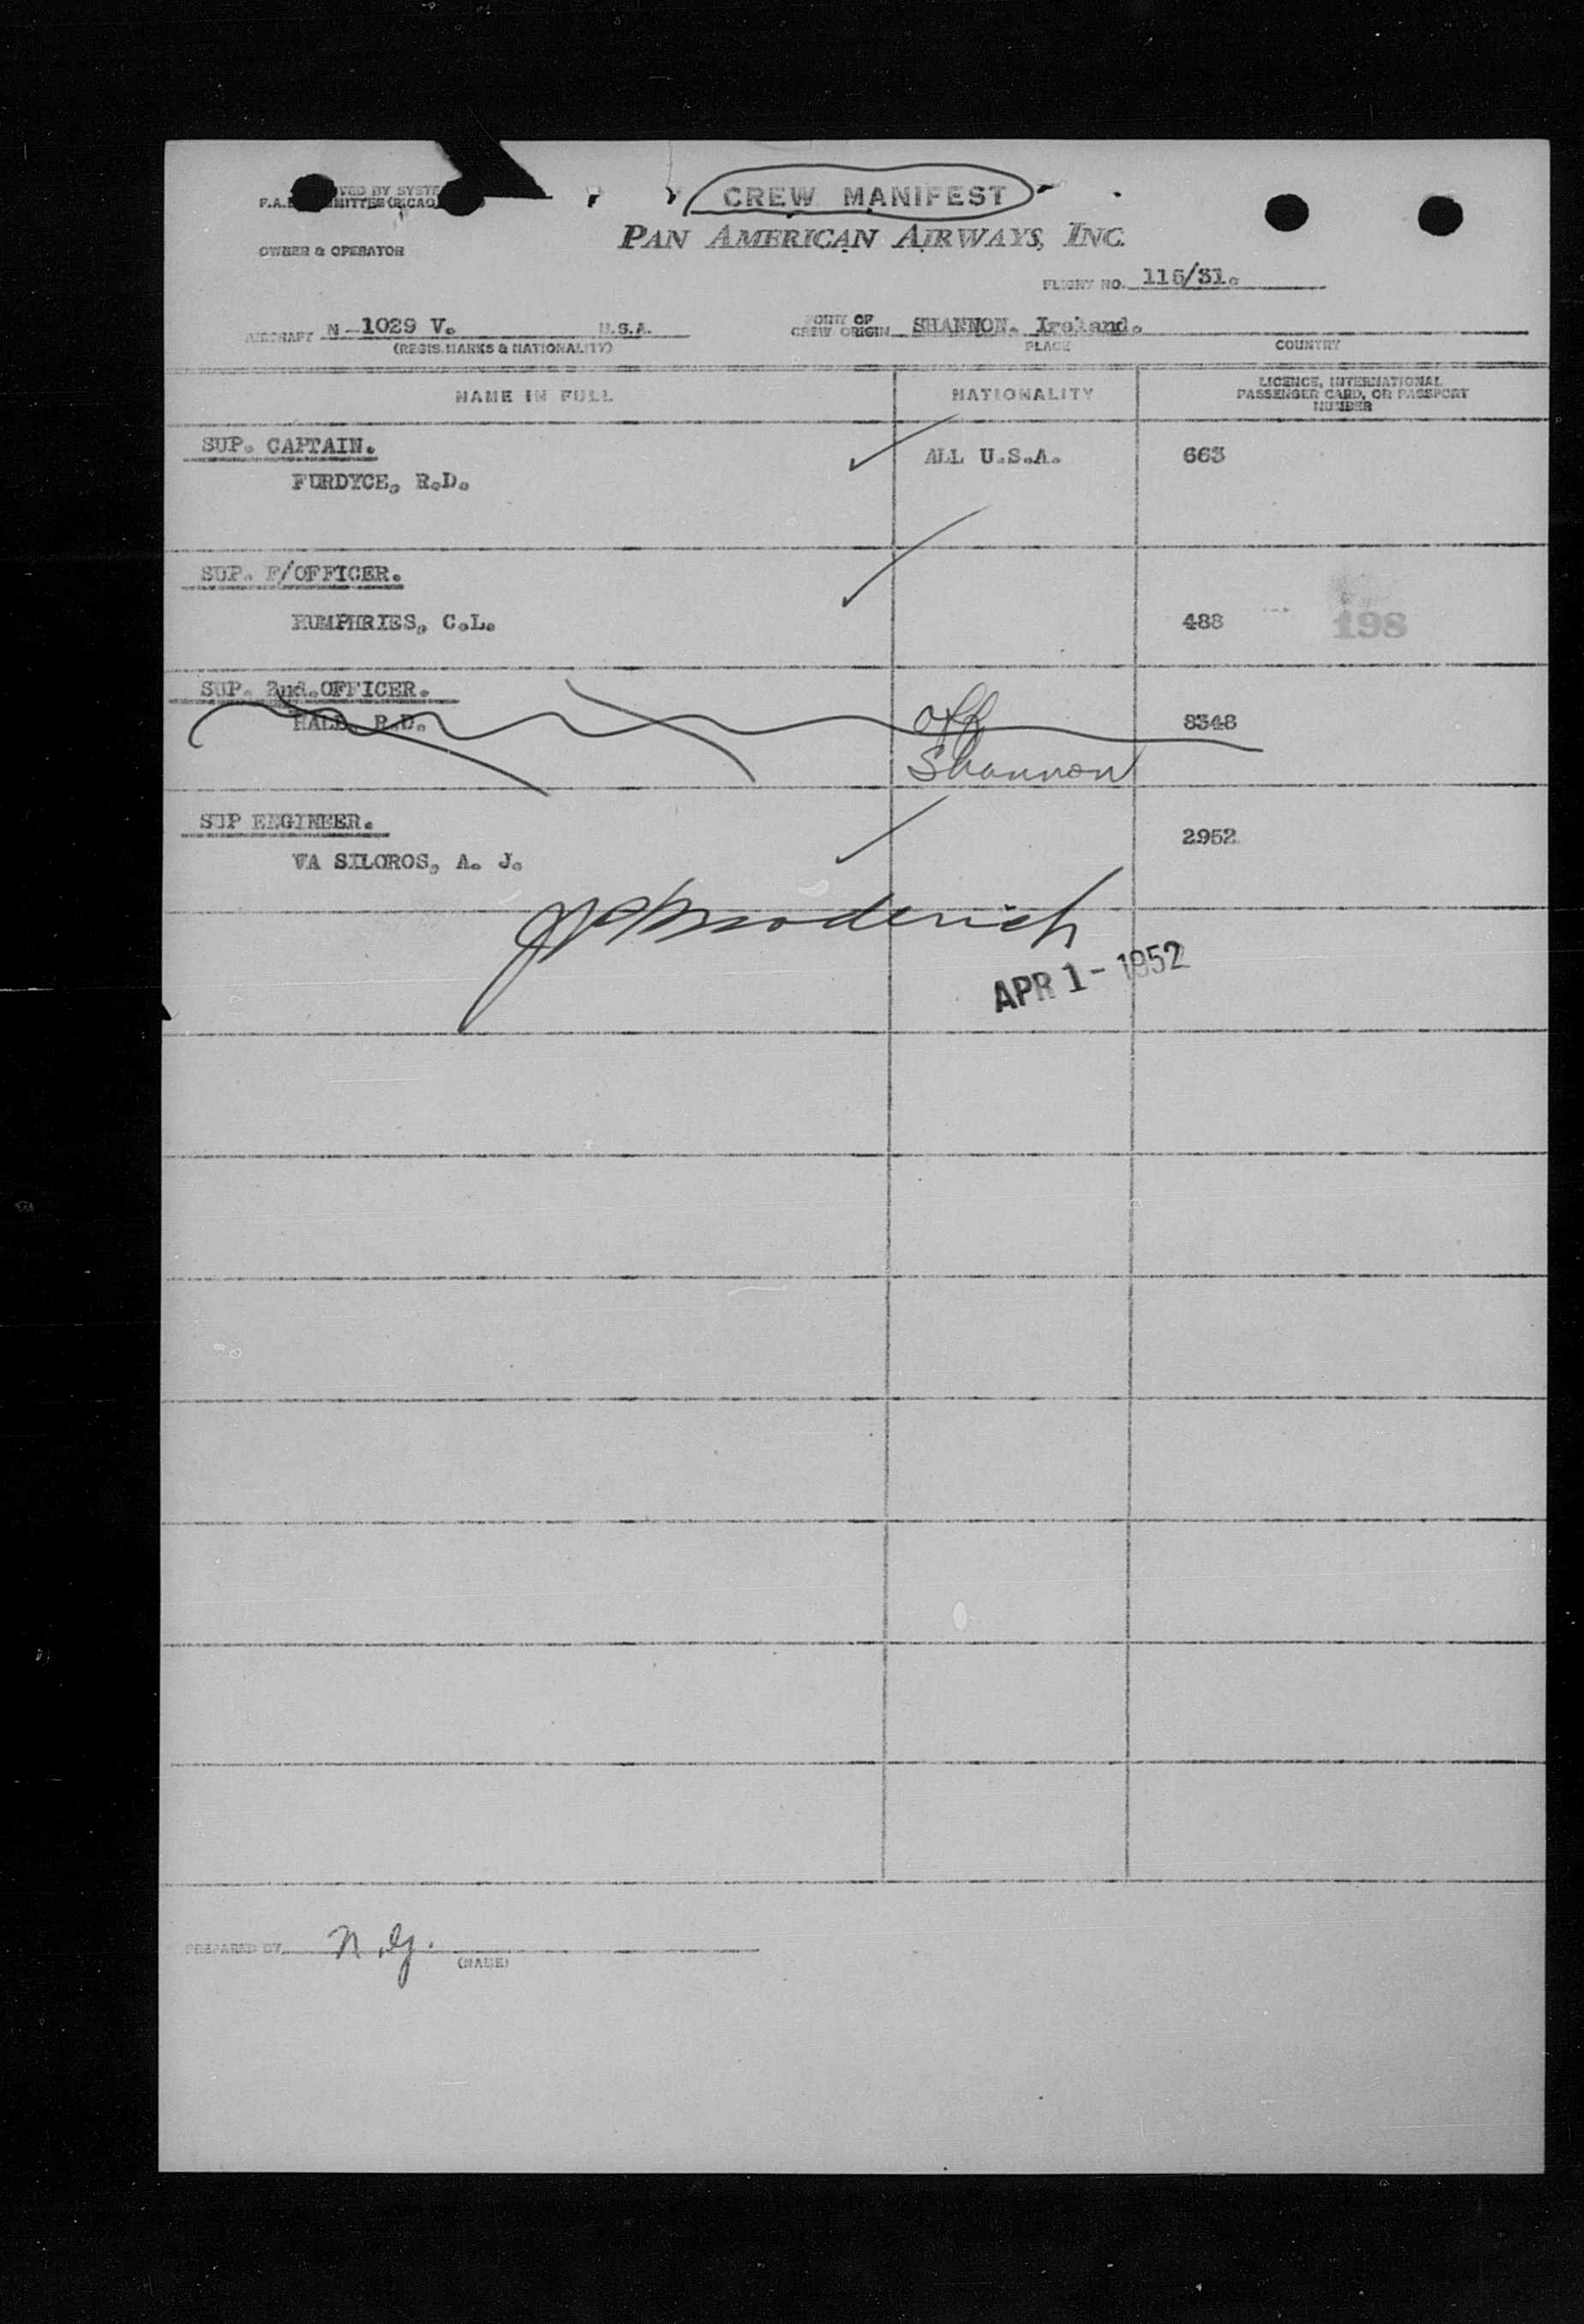 CREW MANIFEST
PAN AMERICAN AIRWAYS, INC.
OWNER & OPERATOR
FLIGHT NO. 115/31.
AIRCRAFT N-1029 V. U.S.A. PORT OF CREW ORIGIN SHANNON. Ireland.
(REGIS. MARKS & NATIONALITY) PLACE COUNTRY
NAME IN FULL NATIONALITY LICENCE, INTERNATIONAL PASSENGER CARD, OR PASSPORT NUMBER
SUP. CAPTAIN. ALL U.S.A. 663
FURDYCE, R.D.
SUP. F/OFFICER.
HUMPHRIES, C.L. 488 198
SUP. 2nd.OFFICER.
HALL, R.D. off 8348
Shannon
SUP ENGINEER. 2952
VA SILOROS, A. J.
APR 1 - 1952
PREPARED BY
(NAME)